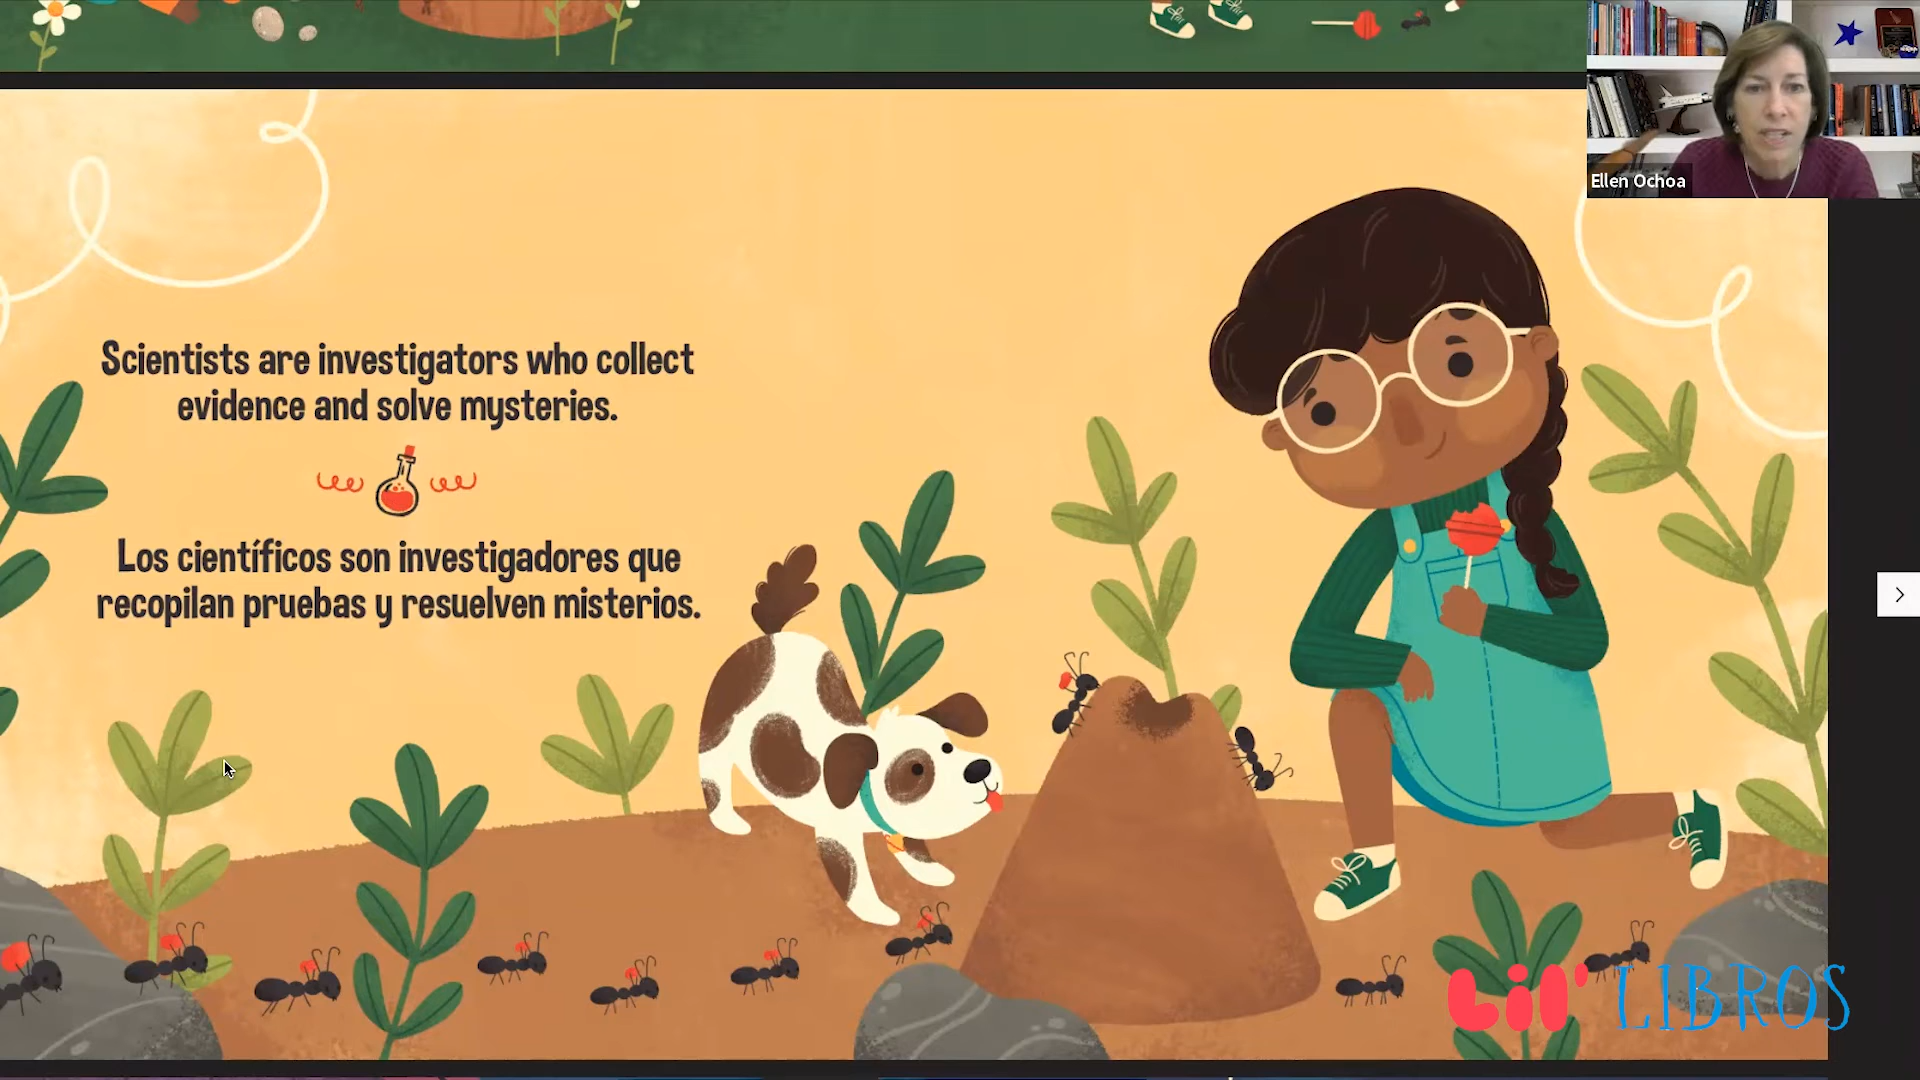 Ellen Ochoa
Scientists are investigators who collect
evidence and solve mysteries.
Los científicos son investigadores que
recopilan pruebas y resuelven misterios.
Lil' LIBROS